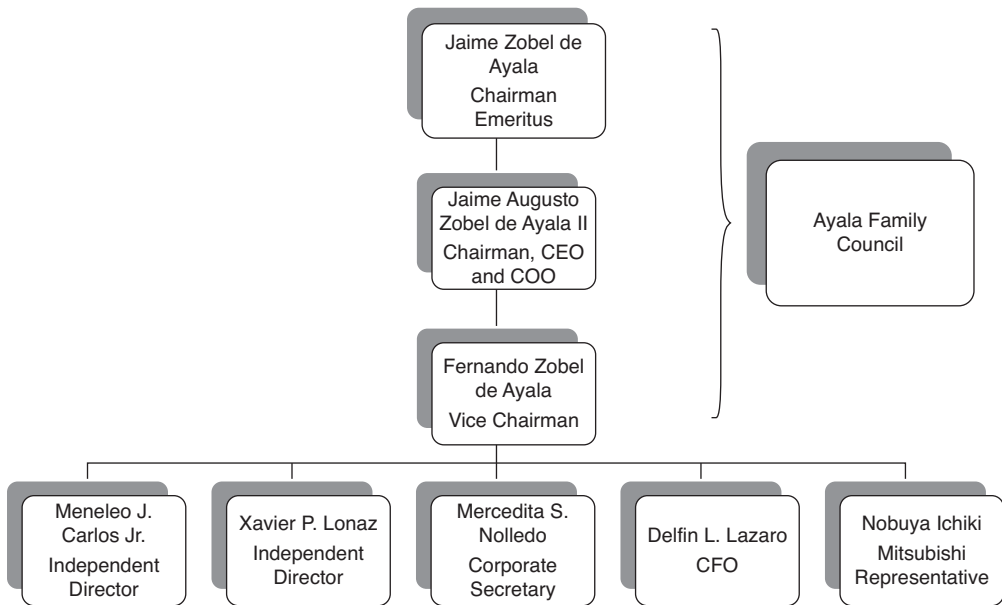 Jaime Zobel de
Ayala
Chairman
Emeritus
Jaime Augusto
Zobel de Ayala II
Chairman, CEO
and COO
Ayala Family
Council
Fernando Zobel
de Ayala
Vice Chairman
Meneleo J.
Carlos Jr.
Independent
Director
Xavier P. Lonaz
Independent
Director
Mercedita S.
Nolledo
Corporate
Secretary
Delfin L. Lazaro
CFO
Nobuya Ichiki
Mitsubishi
Representative